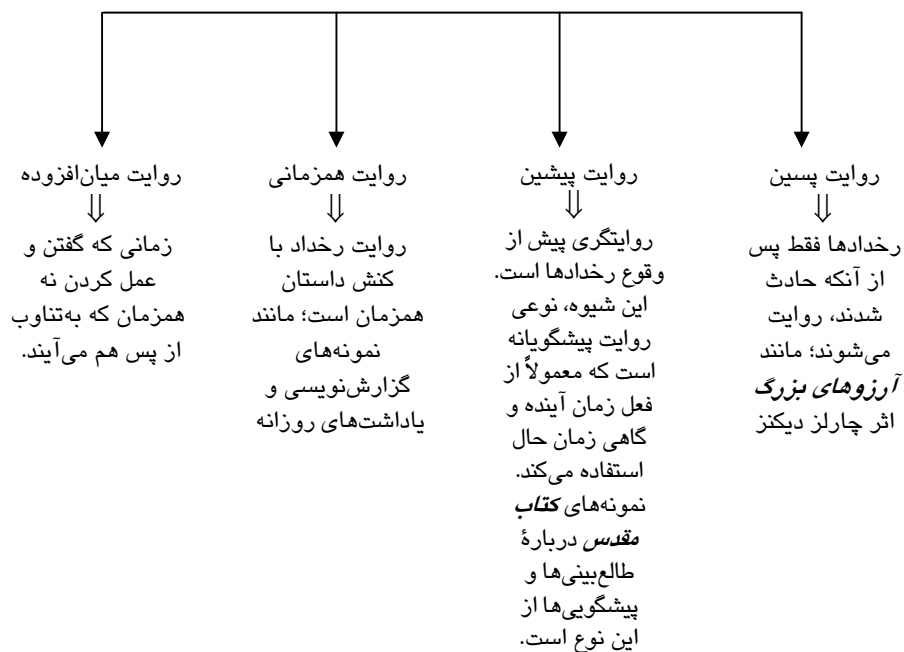 روایت پسین
⇓
رخدادها فقط پس
از آنکه حادث
شدند، روایت
می‌شوند؛ مانند
آرزوهای بزرگ
اثر چارلز دیکنز
روایت پیشین
⇓
روایتگری پیش از
وقوع رخدادها است.
این شیوه، نوعی
روایت پیشگویانه
است که معمولاً از
فعل زمان آینده و
گاهی زمان حال
استفاده می‌کند.
نمونه‌های کتاب
مقدس دربارۀ
طالع‌بینی‌ها و
پیشگویی‌ها از
این نوع است.
روایت همزمانی
⇓
روایت رخداد با
کنش داستان
همزمان است؛ مانند
نمونه‌های
گزارش‌نویسی و
یاداشت‌های روزانه
روایت میان‌افزوده
⇓
زمانی که گفتن و
عمل کردن نه
همزمان که به‌تناوب
از پس هم می‌آیند.